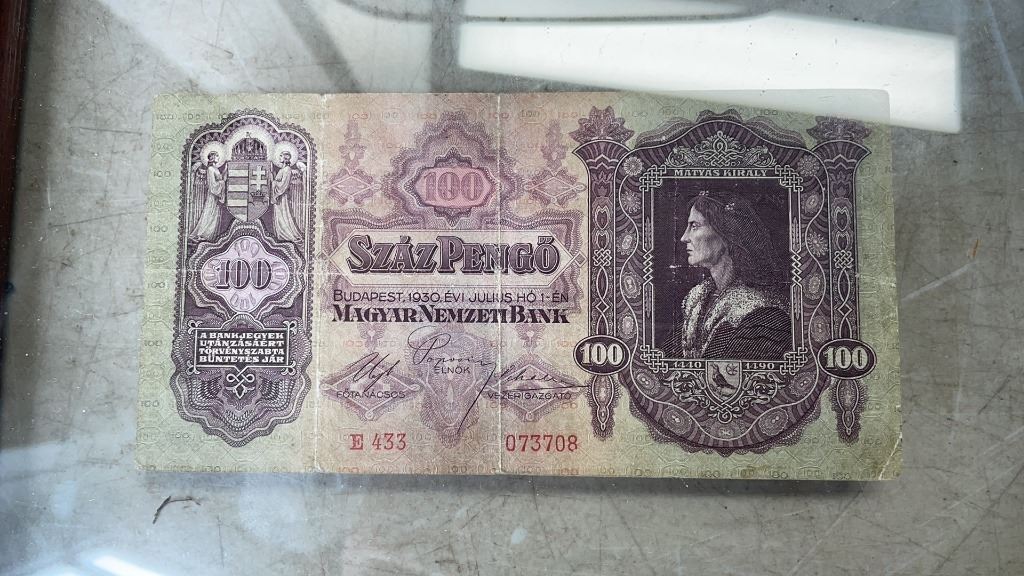 100
A BANKJEGYEK
UTÁNZÁSÁÉRT
TÖRVÉNYSZABTA
BÜNTETÉS JÁR
100
SZÁZ PENGŐ
BUDAPEST, 1930. ÉVI JULIUS HÓ 1-ÉN
MAGYAR NEMZETI BANK
ELNÖK
FŐTANÁCSOS
VEZÉRIGAZGATÓ
E 433
073708
MÁTYÁS KIRÁLY
100
1440
1490
100